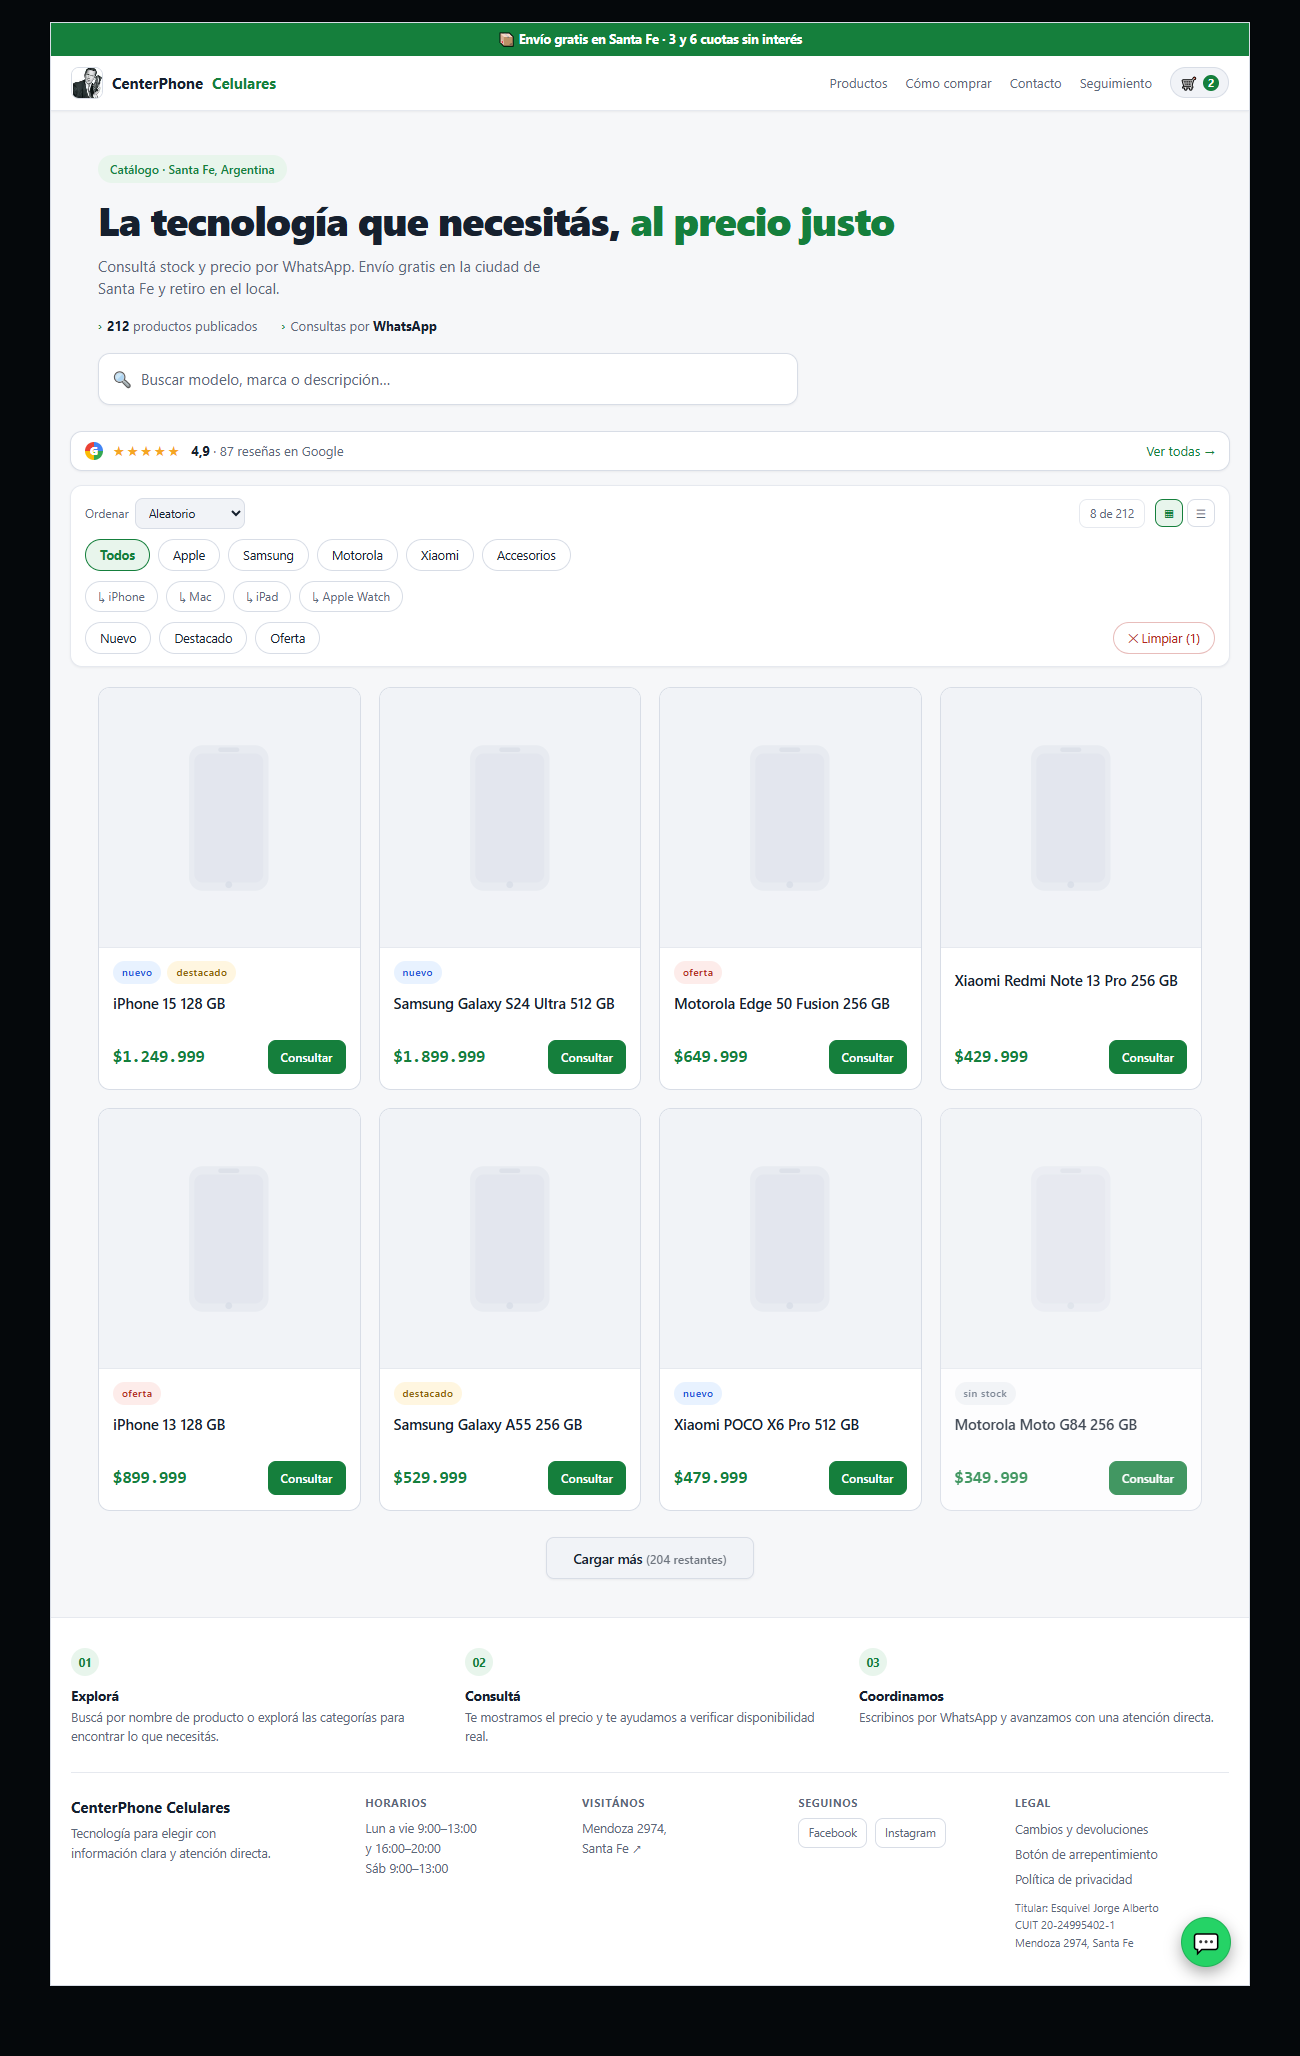 Envío gratis en Santa Fe · 3 y 6 cuotas sin interés
CenterPhone Celulares
Productos
Cómo comprar
Contacto
Seguimiento
2
Catálogo · Santa Fe, Argentina
La tecnología que necesitás, al precio justo
Consultá stock y precio por WhatsApp. Envío gratis en la ciudad de
Santa Fe y retiro en el local.
› 212 productos publicados
› Consultas por WhatsApp
Buscar modelo, marca o descripción...
G
★★★★★ 4,9 · 87 reseñas en Google
Ver todas →
Ordenar
Aleatorio
8 de 212
Todos
Apple
Samsung
Motorola
Xiaomi
Accesorios
↳ iPhone
↳ Mac
↳ iPad
↳ Apple Watch
Nuevo
Destacado
Oferta
✕ Limpiar (1)
nuevo
destacado
iPhone 15 128 GB
$1.249.999
Consultar
nuevo
Samsung Galaxy S24 Ultra 512 GB
$1.899.999
Consultar
oferta
Motorola Edge 50 Fusion 256 GB
$649.999
Consultar
Xiaomi Redmi Note 13 Pro 256 GB
$429.999
Consultar
oferta
iPhone 13 128 GB
$899.999
Consultar
destacado
Samsung Galaxy A55 256 GB
$529.999
Consultar
nuevo
Xiaomi POCO X6 Pro 512 GB
$479.999
Consultar
sin stock
Motorola Moto G84 256 GB
$349.999
Consultar
Cargar más (204 restantes)
01
Explorá
Buscá por nombre de producto o explorá las categorías para
encontrar lo que necesitás.
02
Consultá
Te mostramos el precio y te ayudamos a verificar disponibilidad
real.
03
Coordinamos
Escribinos por WhatsApp y avanzamos con una atención directa.
CenterPhone Celulares
Tecnología para elegir con
información clara y atención directa.
HORARIOS
Lun a vie 9:00–13:00
y 16:00–20:00
Sáb 9:00–13:00
VISITÁNOS
Mendoza 2974,
Santa Fe ↗
SEGUINOS
Facebook
Instagram
LEGAL
Cambios y devoluciones
Botón de arrepentimiento
Política de privacidad
Titular: Esquivel Jorge Alberto
CUIT 20-24995402-1
Mendoza 2974, Santa Fe